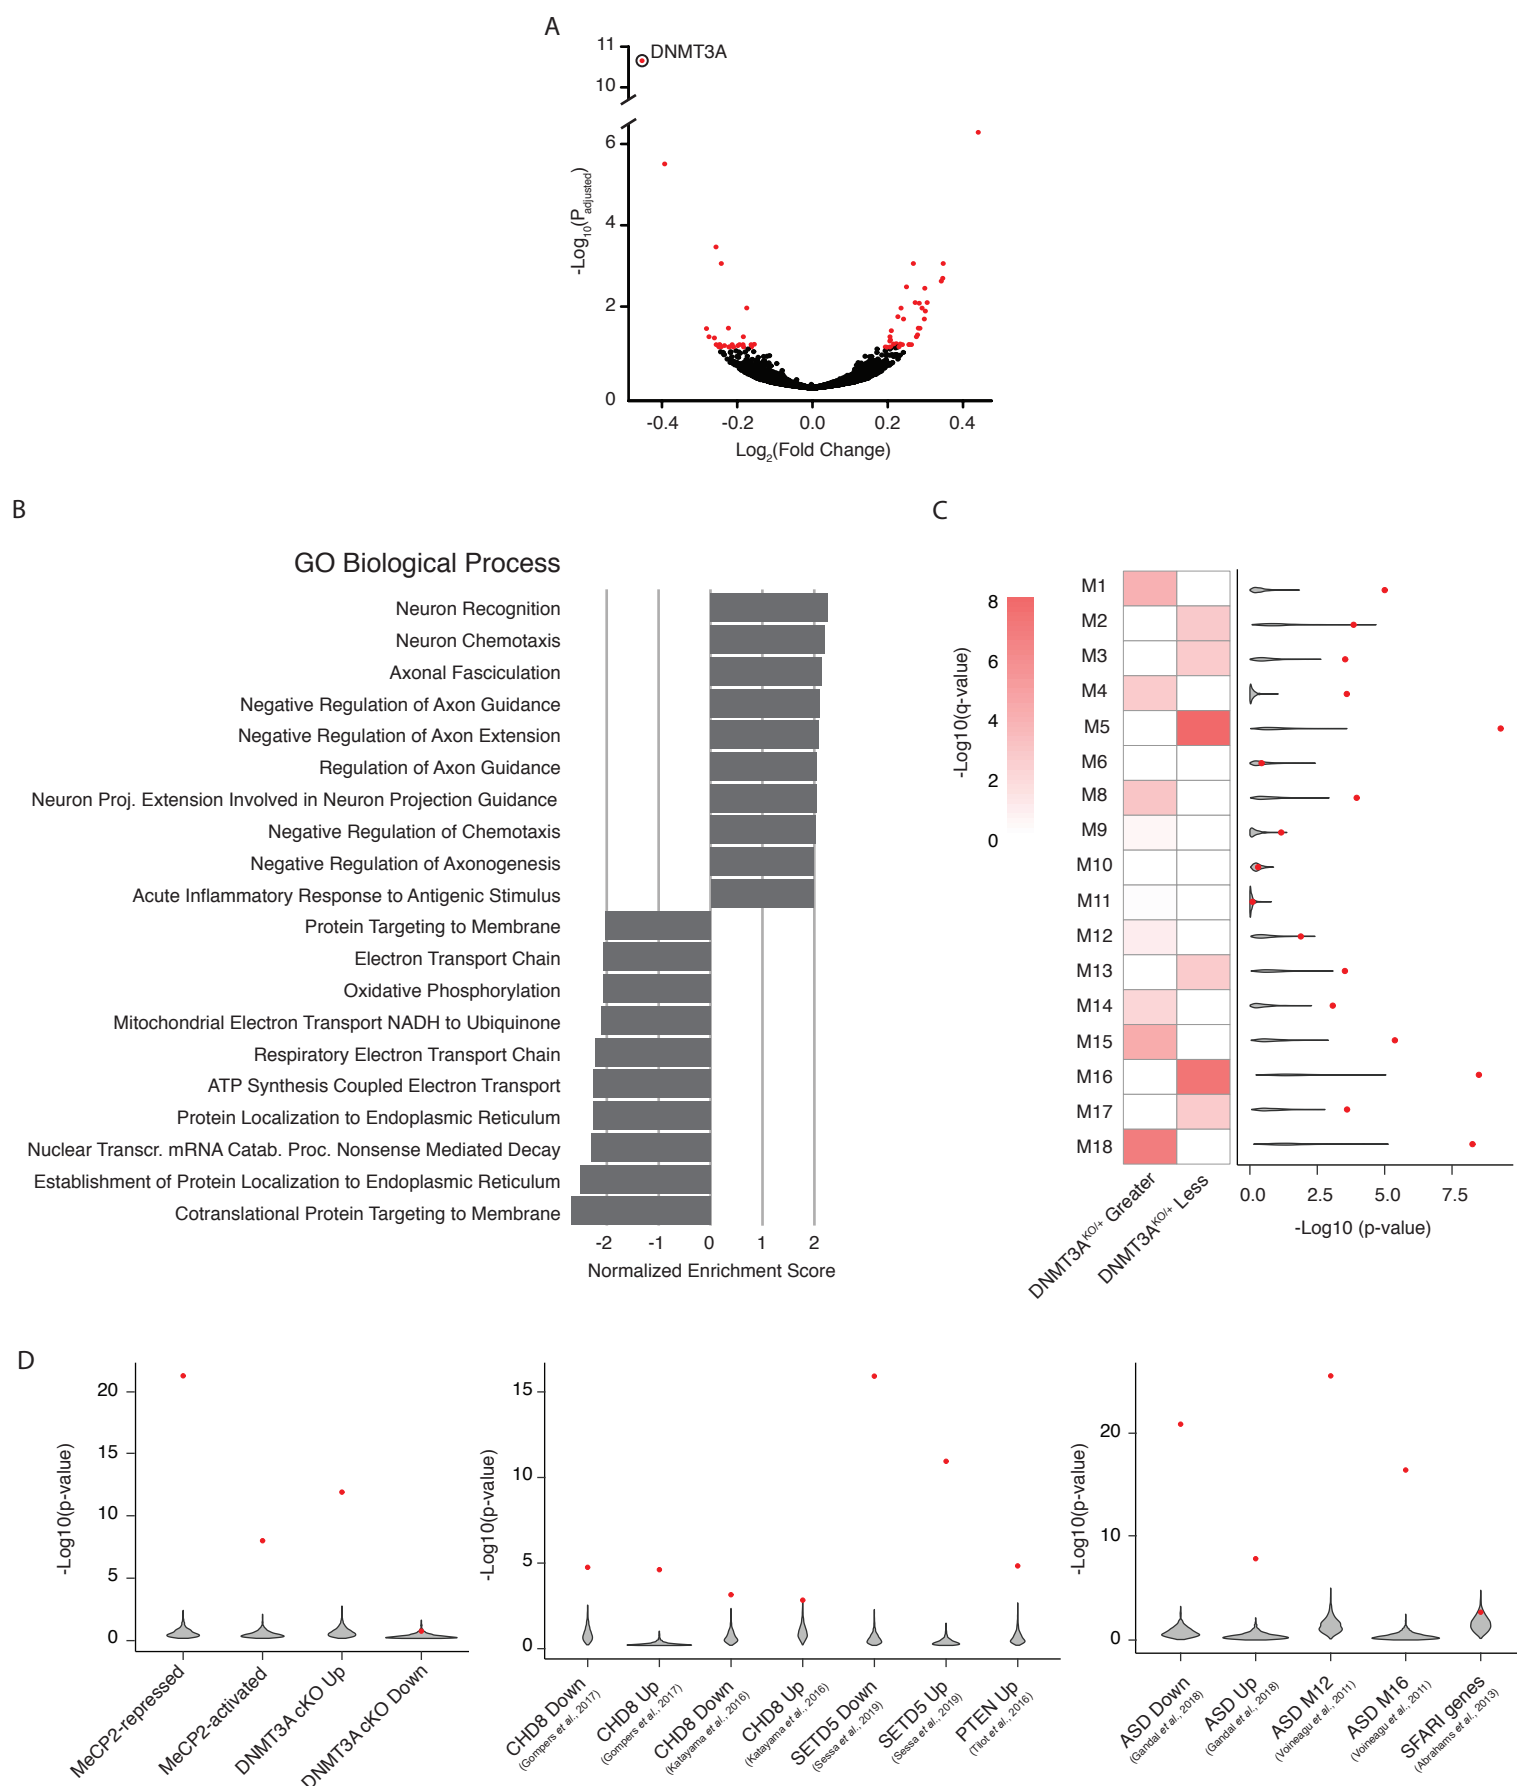 A
11
DNMT3A
10
6
4
2
0
-Log10(Padjusted)
-0.4 -0.2 0.0 0.2 0.4
Log2(Fold Change)
B
GO Biological Process
Neuron Recognition
Neuron Chemotaxis
Axonal Fasciculation
Negative Regulation of Axon Guidance
Negative Regulation of Axon Extension
Regulation of Axon Guidance
Neuron Proj. Extension Involved in Neuron Projection Guidance
Negative Regulation of Chemotaxis
Negative Regulation of Axonogenesis
Acute Inflammatory Response to Antigenic Stimulus
Protein Targeting to Membrane
Electron Transport Chain
Oxidative Phosphorylation
Mitochondrial Electron Transport NADH to Ubiquinone
Respiratory Electron Transport Chain
ATP Synthesis Coupled Electron Transport
Protein Localization to Endoplasmic Reticulum
Nuclear Transcr. mRNA Catab. Proc. Nonsense Mediated Decay
Establishment of Protein Localization to Endoplasmic Reticulum
Cotranslational Protein Targeting to Membrane
-2 -1 0 1 2
Normalized Enrichment Score
C
8
6
4
2
0
-Log10(q-value)
M1
M2
M3
M4
M5
M6
M8
M9
M10
M11
M12
M13
M14
M15
M16
M17
M18
DNMT3AKO/+ Greater
DNMT3AKO/+ Less
0.0 2.5 5.0 7.5
-Log10 (p-value)
D
20
15
10
5
0
-Log10(p-value)
MeCP2-repressed
MeCP2-activated
DNMT3A cKO Up
DNMT3A cKO Down
15
10
5
0
-Log10(p-value)
CHD8 Down
(Gompers et al., 2017)
CHD8 Up
(Gompers et al., 2017)
CHD8 Down
(Katayama et al., 2016)
CHD8 Up
(Katayama et al., 2016)
SETD5 Down
(Sessa et al., 2019)
SETD5 Up
(Sessa et al., 2019)
PTEN Up
(Tilot et al., 2016)
20
10
0
-Log10(p-value)
ASD Down
(Gandal et al., 2018)
ASD Up
(Gandal et al., 2018)
ASD M12
(Voineagu et al., 2011)
ASD M16
(Voineagu et al., 2011)
SFARI genes
(Abrahams et al., 2013)